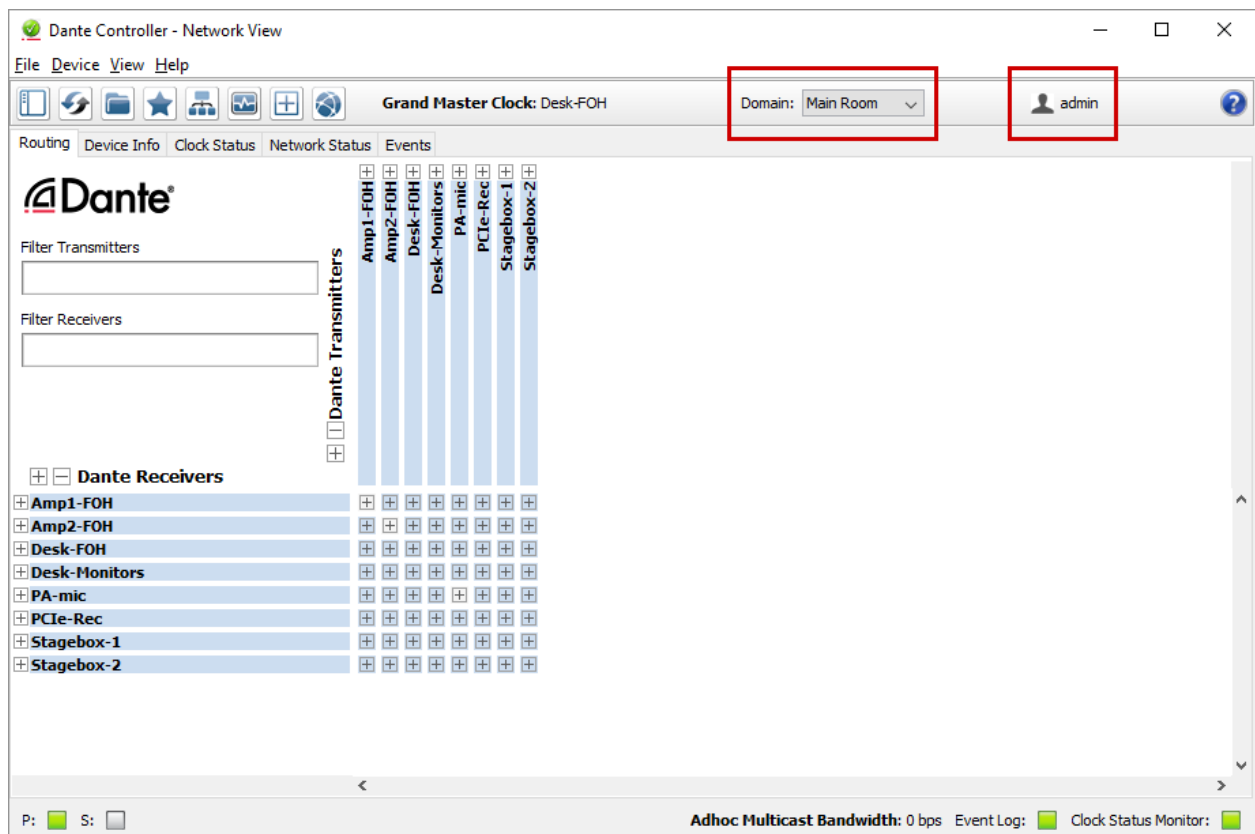 Dante Controller - Network View
File Device View Help
Grand Master Clock: Desk-FOH
Domain: Main Room
admin
?
Routing Device Info Clock Status Network Status Events
Dante®
Filter Transmitters
Filter Receivers
Dante Transmitters
Amp1-FOH
Amp2-FOH
Desk-FOH
Desk-Monitors
PA-mic
PCIe-Rec
Stagebox-1
Stagebox-2
Dante Receivers
Amp1-FOH
Amp2-FOH
Desk-FOH
Desk-Monitors
PA-mic
PCIe-Rec
Stagebox-1
Stagebox-2
P: S: Adhoc Multicast Bandwidth: 0 bps Event Log: Clock Status Monitor: